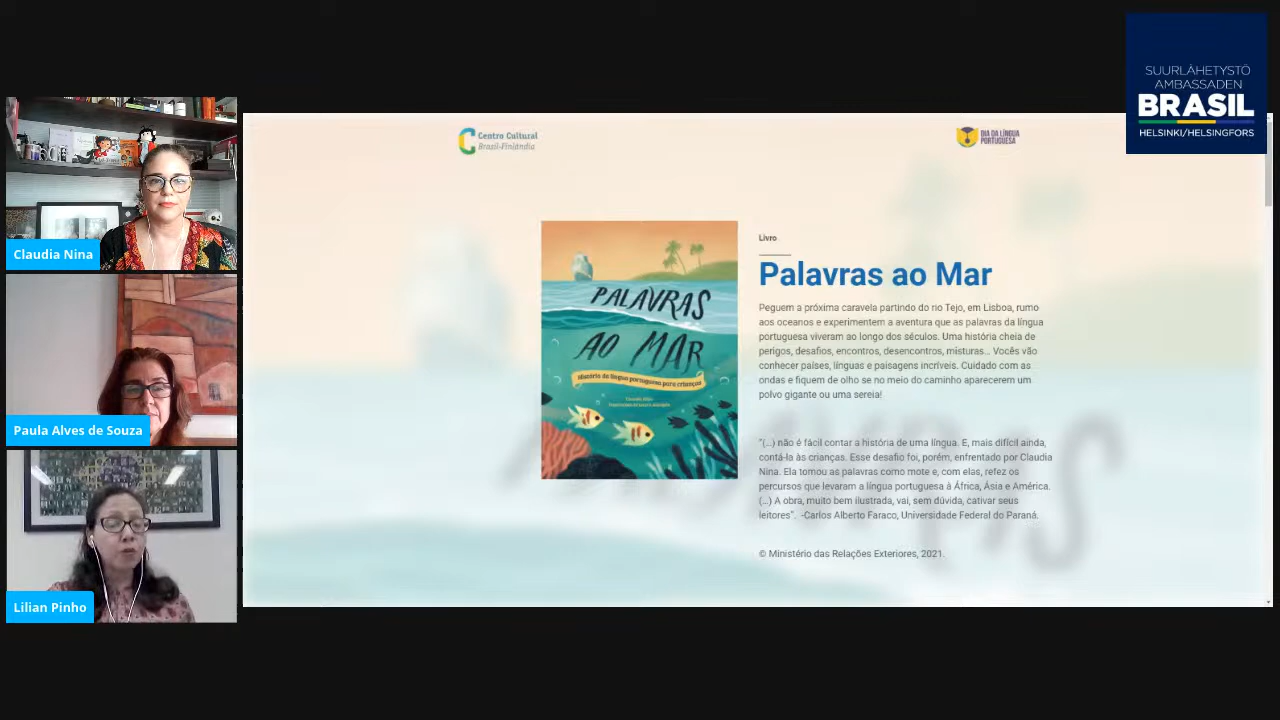 SUURLÄHETYSTÖ
AMBASSADEN
BRASIL
HELSINKI/HELSINGFORS
Claudia Nina
Paula Alves de Souza
Lilian Pinho
Centro Cultural
Brasil-Finlândia
DIA DA LÍNGUA
PORTUGUESA
PALAVRAS
AO MAR
História da língua portuguesa para crianças
Livro
Palavras ao Mar
Peguem a próxima caravela partindo do rio Tejo, em Lisboa, rumo
aos oceanos e experimentem a aventura que as palavras da língua
portuguesa viveram ao longo dos séculos. Uma história cheia de
perigos, desafios, encontros, desencontros, misturas... Vocês vão
conhecer países, línguas e paisagens incríveis. Cuidado com as
ondas e fiquem de olho se no meio do caminho aparecerem um
polvo gigante ou uma sereia!
"(...) não é fácil contar a história de uma língua. E, mais difícil ainda,
contá-la às crianças. Esse desafio foi, porém, enfrentado por Claudia
Nina. Ela tomou as palavras como mote e, com elas, refez os
percursos que levaram a língua portuguesa à África, Ásia e América.
(...) A obra, muito bem ilustrada, vai, sem dúvida, cativar seus
leitores". -Carlos Alberto Faraco, Universidade Federal do Paraná.
© Ministério das Relações Exteriores, 2021.